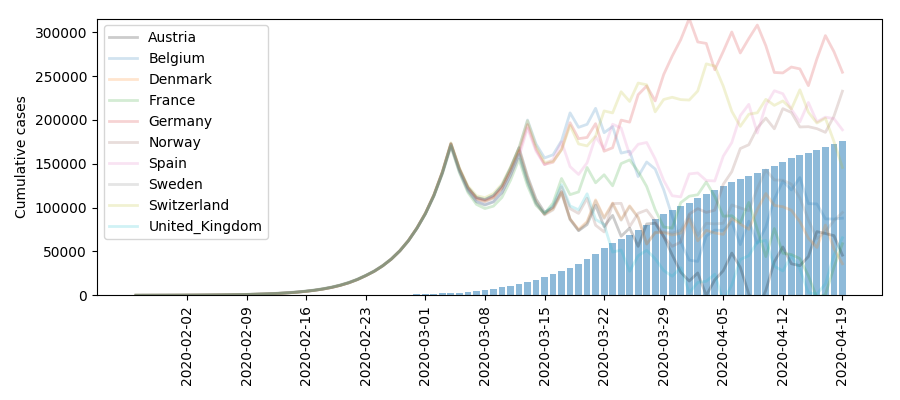 300000
250000
200000
150000
100000
50000
0
Cumulative cases
Austria
Belgium
Denmark
France
Germany
Norway
Spain
Sweden
Switzerland
United_Kingdom
2020-02-02
2020-02-09
2020-02-16
2020-02-23
2020-03-01
2020-03-08
2020-03-15
2020-03-22
2020-03-29
2020-04-05
2020-04-12
2020-04-19